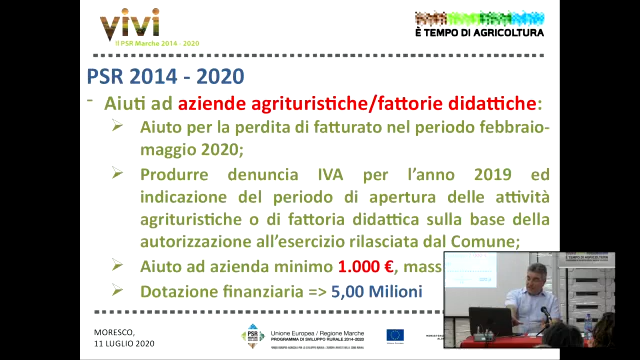 vivi
Il PSR Marche 2014 - 2020
È TEMPO DI AGRICOLTURA
PSR 2014 - 2020
- Aiuti ad aziende agrituristiche/fattorie didattiche:
➢ Aiuto per la perdita di fatturato nel periodo febbraio-
maggio 2020;
➢ Produrre denuncia IVA per l'anno 2019 ed
indicazione del periodo di apertura delle attività
agrituristiche o di fattoria didattica sulla base della
autorizzazione all'esercizio rilasciata dal Comune;
➢ Aiuto ad azienda minimo 1.000 €, mass
➢ Dotazione finanziaria => 5,00 Milioni
MORESCO,
11 LUGLIO 2020
PSR
Unione Europea / Regione Marche
PROGRAMMA DI SVILUPPO RURALE 2014-2020